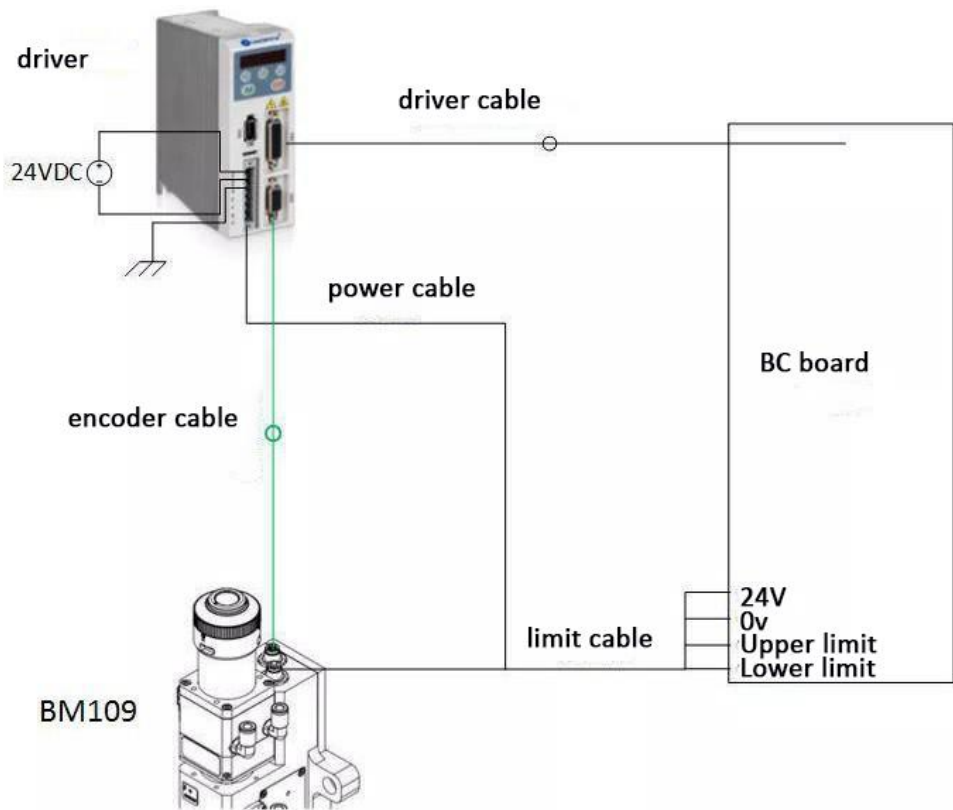 driver
driver cable
24VDC
+
-
power cable
BC board
encoder cable
24V
0v
Upper limit
Lower limit
limit cable
BM109